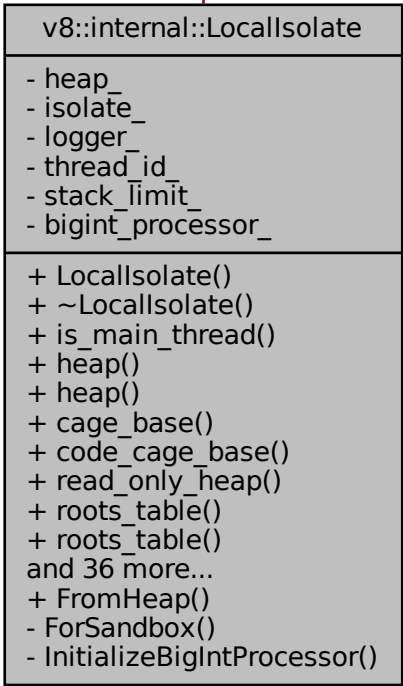 v8::internal::LocalIsolate
- heap_
- isolate_
- logger_
- thread_id_
- stack_limit_
- bigint_processor_
+ LocalIsolate()
+ ~LocalIsolate()
+ is_main_thread()
+ heap()
+ heap()
+ cage_base()
+ code_cage_base()
+ read_only_heap()
+ roots_table()
+ roots_table()
and 36 more...
+ FromHeap()
- ForSandbox()
- InitializeBigIntProcessor()